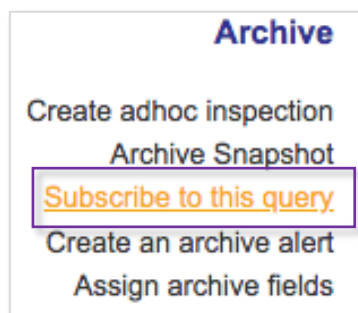 Archive
Create adhoc inspection
Archive Snapshot
Subscribe to this query
Create an archive alert
Assign archive fields